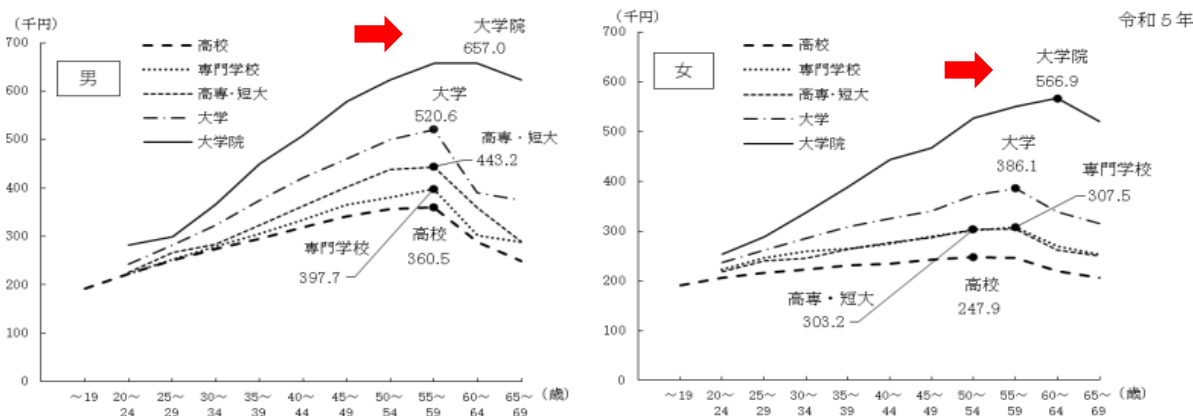 (千円)
700
600
500
400
300
200
100
0
男
高校
専門学校
高専・短大
大学
大学院
大学院
657.0
大学
520.6
高専・短大
443.2
専門学校
397.7
高校
360.5
～19 20～24 25～29 30～34 35～39 40～44 45～49 50～54 55～59 60～64 65～69 (歳)
令和５年
(千円)
700
600
500
400
300
200
100
0
女
高校
専門学校
高専・短大
大学
大学院
大学院
566.9
大学
386.1
専門学校
307.5
高専・短大
303.2
高校
247.9
～19 20～24 25～29 30～34 35～39 40～44 45～49 50～54 55～59 60～64 65～69 (歳)